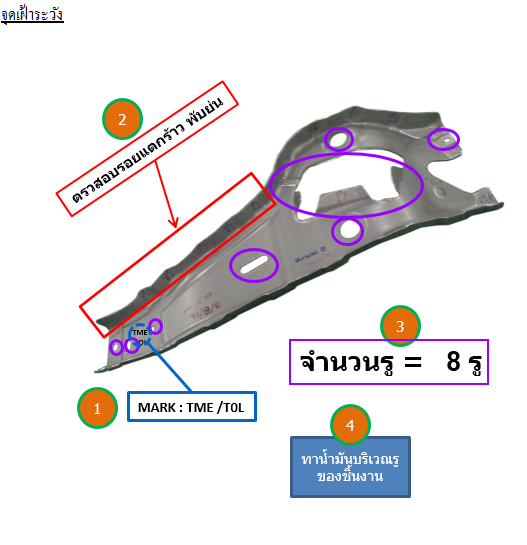 จุดเฝ้าระวัง
2
ตรวจสอบรอยแตกร้าว พับย่น
TME
3
จำนวนรู = 8 รู
1
MARK : TME /T0L
4
ทาน้ำมันบริเวณรู
ของชิ้นงาน